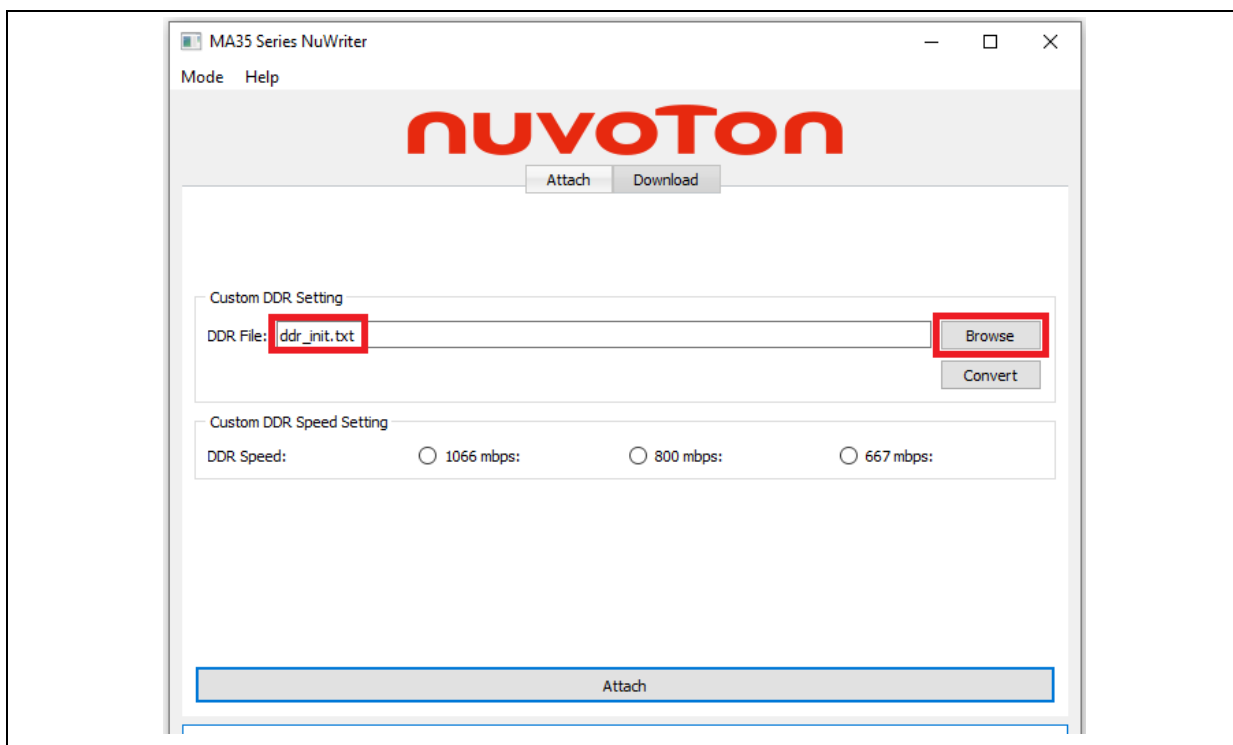 MA35 Series NuWriter
Mode Help
nuvoTon
Attach Download
Custom DDR Setting
DDR File: ddr_init.txt Browse
Convert
Custom DDR Speed Setting
DDR Speed: 1066 mbps: 800 mbps: 667 mbps:
Attach